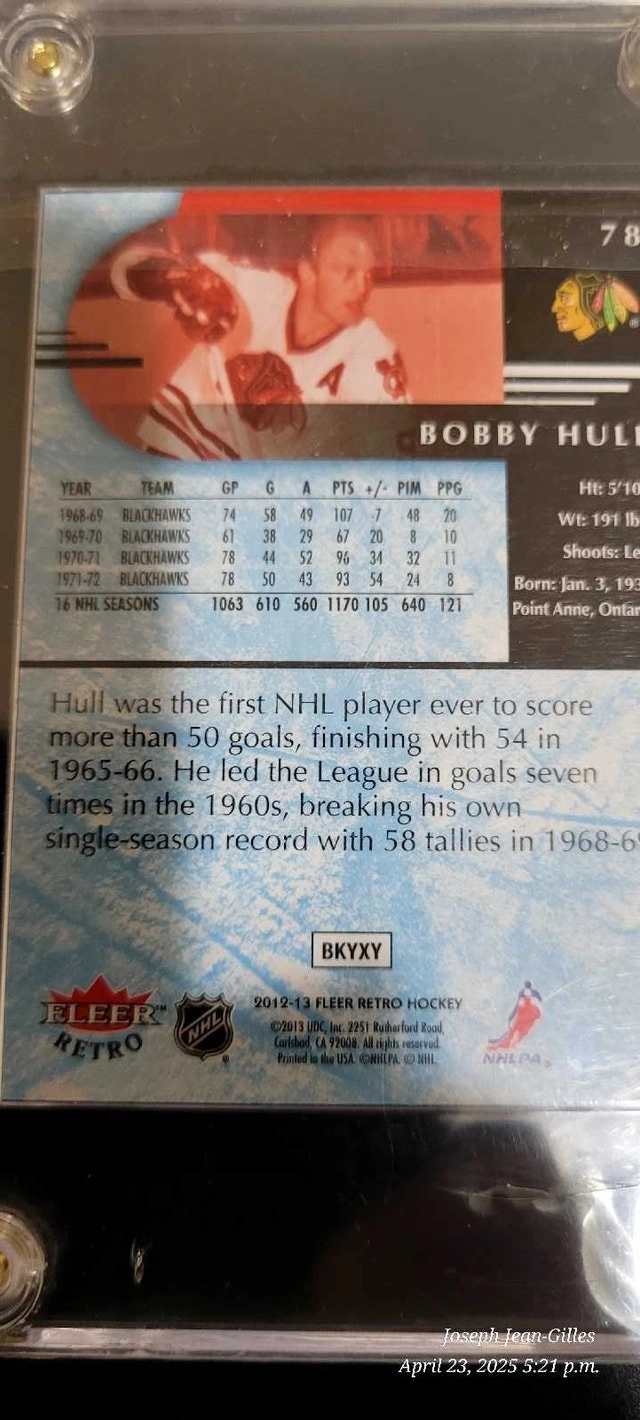 78
BOBBY HULL
YEAR TEAM GP G A PTS +/- PIM PPG
1968-69 BLACKHAWKS 74 58 49 107 -7 48 20
1969-70 BLACKHAWKS 61 38 29 67 20 8 10
1970-71 BLACKHAWKS 78 44 52 96 34 32 11
1971-72 BLACKHAWKS 78 50 43 93 54 24 8
16 NHL SEASONS 1063 610 560 1170 105 640 121
Ht: 5'10
Wt: 191 lb
Shoots: Le
Born: Jan. 3, 193
Point Anne, Ontar
Hull was the first NHL player ever to score
more than 50 goals, finishing with 54 in
1965-66. He led the League in goals seven
times in the 1960s, breaking his own
single-season record with 58 tallies in 1968-69
BKYXY
FLEER™
RETRO
NHL
2012-13 FLEER RETRO HOCKEY
©2013 UDC, Inc. 2251 Rutherford Road,
Carlsbad, CA 92008. All rights reserved.
Printed in the USA. ©NHLPA. © NHL.
NHLPA®
Joseph Jean-Gilles
April 23, 2025 5:21 p.m.